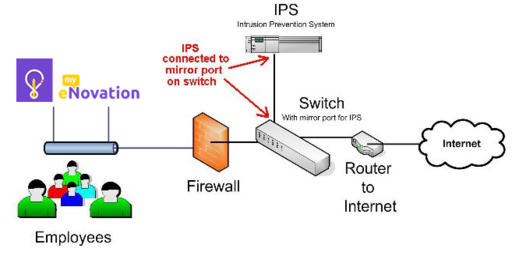 IPS
Intrusion Prevention System
IPS
connected to
mirror port
on switch
my
eNovation
Switch
With mirror port for IPS
Internet
Firewall
Router
to
Internet
Employees